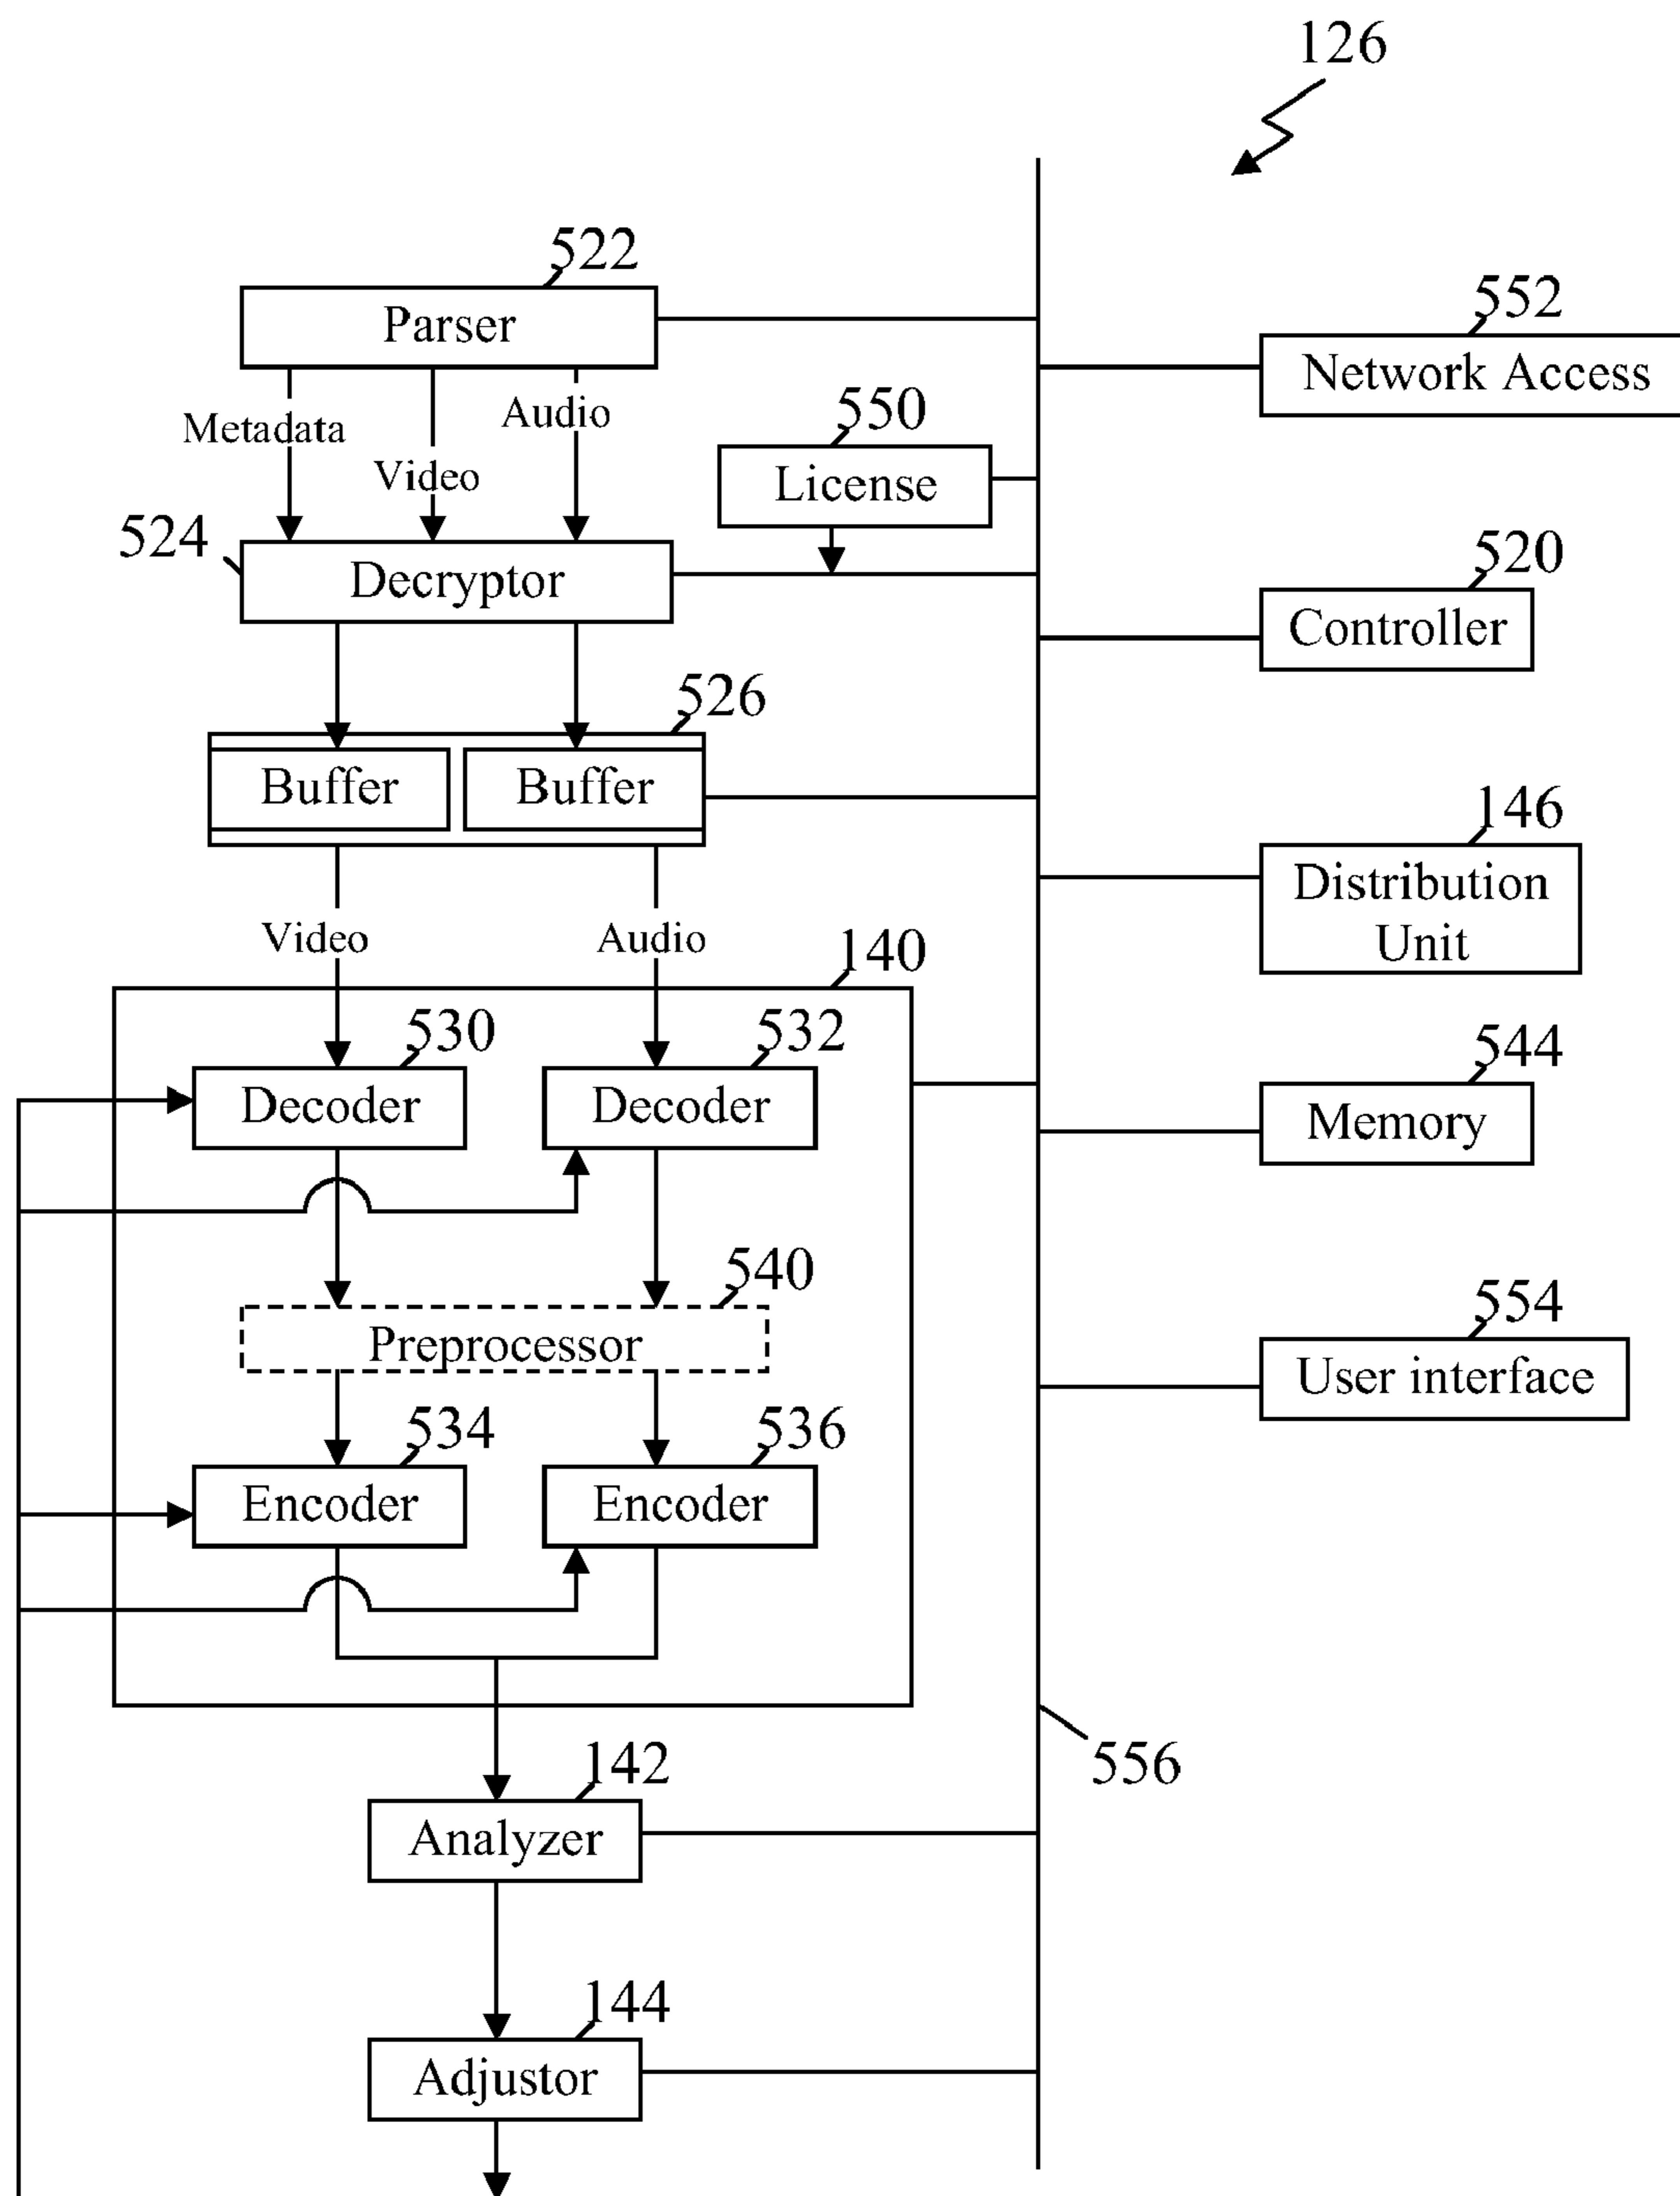 126
522
Parser
552
Network Access
Metadata
Video
Audio
550
License
524
Decryptor
520
Controller
526
Buffer
Buffer
146
Distribution
Unit
Video
Audio
140
530
Decoder
532
Decoder
544
Memory
540
Preprocessor
554
User interface
534
Encoder
536
Encoder
556
142
Analyzer
144
Adjustor